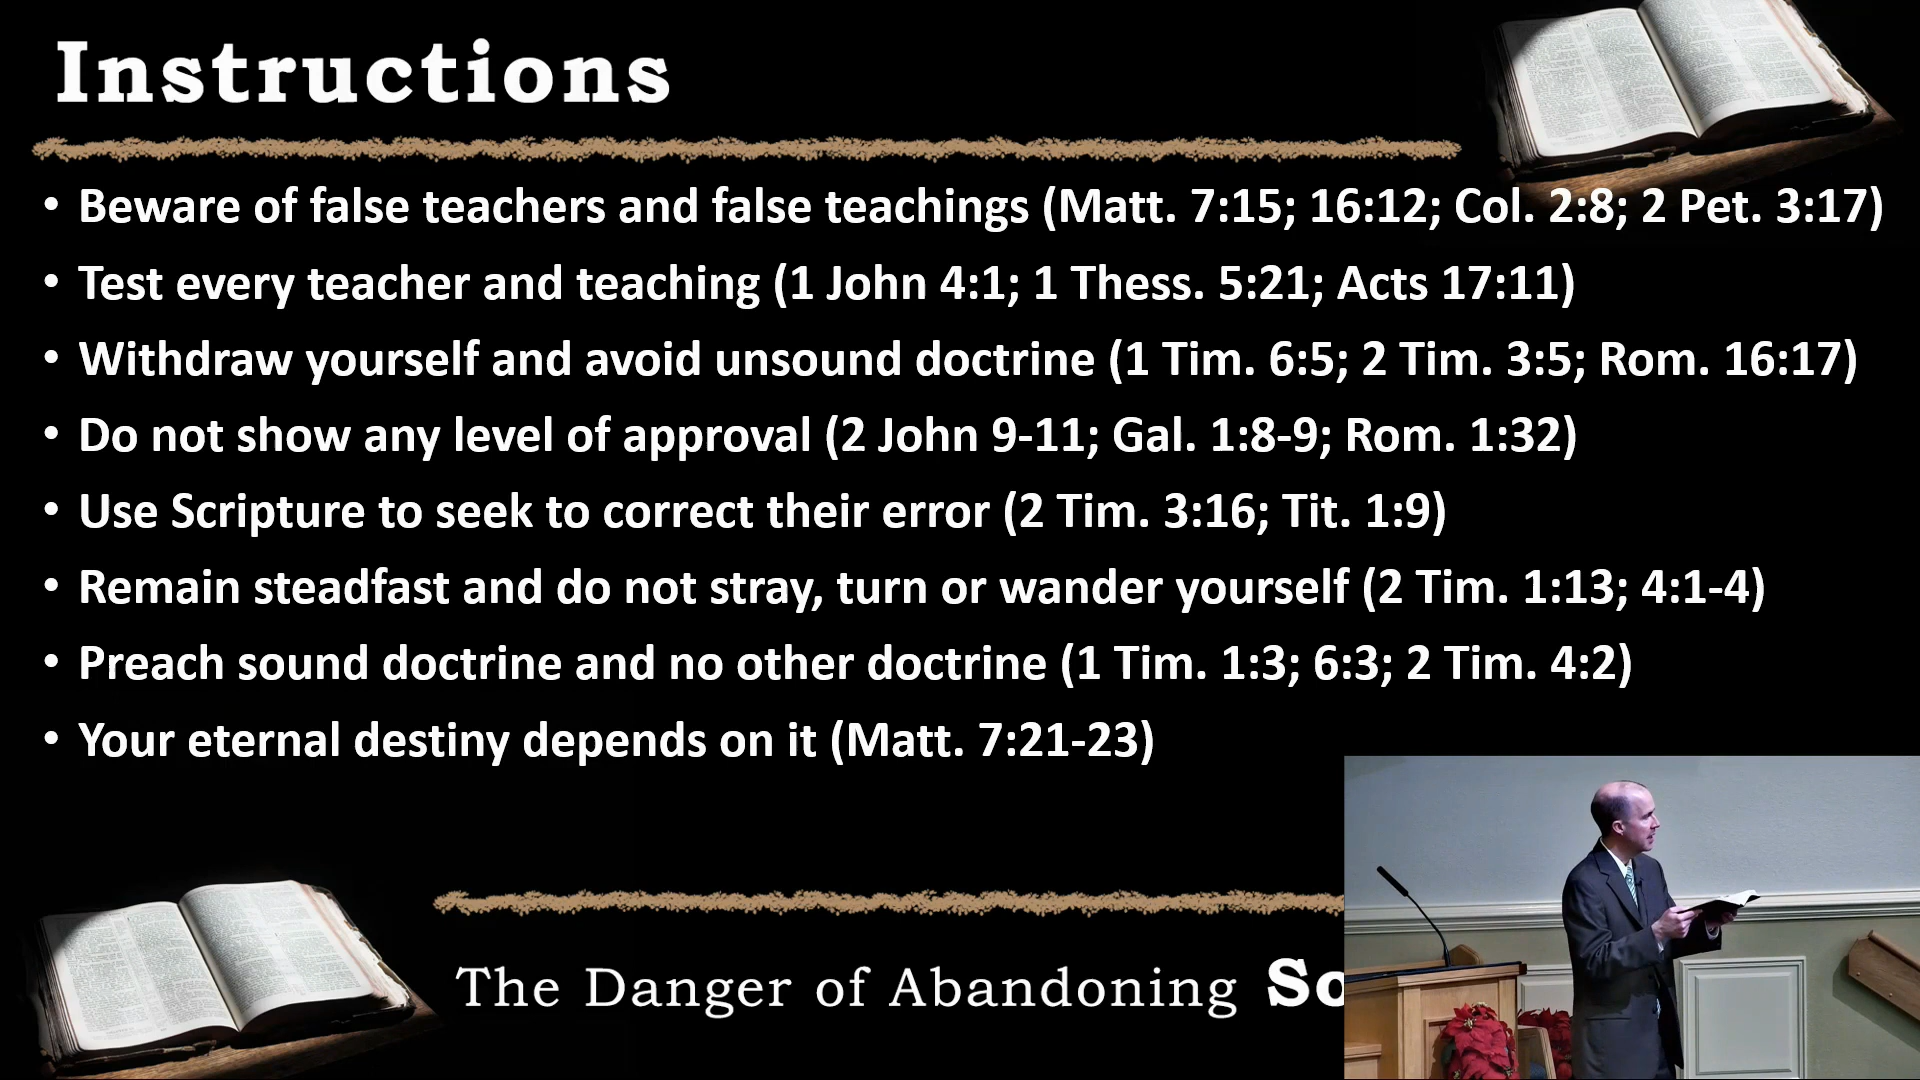 Instructions
• Beware of false teachers and false teachings (Matt. 7:15; 16:12; Col. 2:8; 2 Pet. 3:17)
• Test every teacher and teaching (1 John 4:1; 1 Thess. 5:21; Acts 17:11)
• Withdraw yourself and avoid unsound doctrine (1 Tim. 6:5; 2 Tim. 3:5; Rom. 16:17)
• Do not show any level of approval (2 John 9-11; Gal. 1:8-9; Rom. 1:32)
• Use Scripture to seek to correct their error (2 Tim. 3:16; Tit. 1:9)
• Remain steadfast and do not stray, turn or wander yourself (2 Tim. 1:13; 4:1-4)
• Preach sound doctrine and no other doctrine (1 Tim. 1:3; 6:3; 2 Tim. 4:2)
• Your eternal destiny depends on it (Matt. 7:21-23)
The Danger of Abandoning So